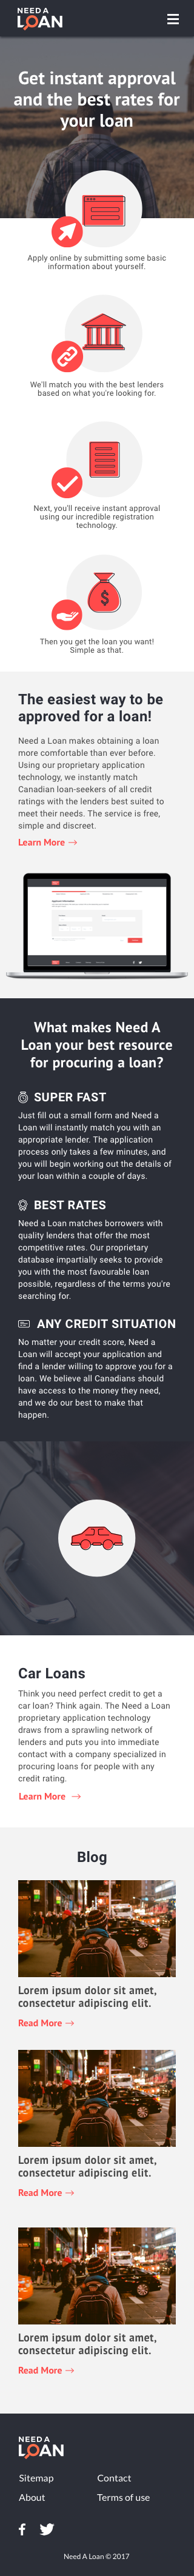 NEED A
LOAN
Get instant approval
and the best rates for
your loan
Apply online by submitting some basic
information about yourself.
We'll match you with the best lenders
based on what you're looking for.
Next, you'll receive instant approval
using our incredible registration
technology.
Then you get the loan you want!
Simple as that.
The easiest way to be
approved for a loan!
Need a Loan makes obtaining a loan
more comfortable than ever before.
Using our proprietary application
technology, we instantly match
Canadian loan-seekers of all credit
ratings with the lenders best suited to
meet their needs. The service is free,
simple and discreet.
Learn More
What makes Need A
Loan your best resource
for procuring a loan?
SUPER FAST
Just fill out a small form and Need a
Loan will instantly match you with an
appropriate lender. The application
process only takes a few minutes, and
you will begin working out the details of
your loan within a couple of days.
BEST RATES
Need a Loan matches borrowers with
quality lenders that offer the most
competitive rates. Our proprietary
database impartially seeks to provide
you with the most favourable loan
possible, regardless of the terms you're
searching for.
ANY CREDIT SITUATION
No matter your credit score, Need a
Loan will accept your application and
find a lender willing to approve you for a
loan. We believe all Canadians should
have access to the money they need,
and we do our best to make that
happen.
Car Loans
Think you need perfect credit to get a
car loan? Think again. The Need a Loan
proprietary application technology
draws from a sprawling network of
lenders and puts you into immediate
contact with a company specialized in
procuring loans for people with any
credit rating.
Learn More
Blog
Lorem ipsum dolor sit amet,
consectetur adipiscing elit.
Read More
Lorem ipsum dolor sit amet,
consectetur adipiscing elit.
Read More
Lorem ipsum dolor sit amet,
consectetur adipiscing elit.
Read More
NEED A
LOAN
Sitemap Contact
About Terms of use
Need A Loan © 2017